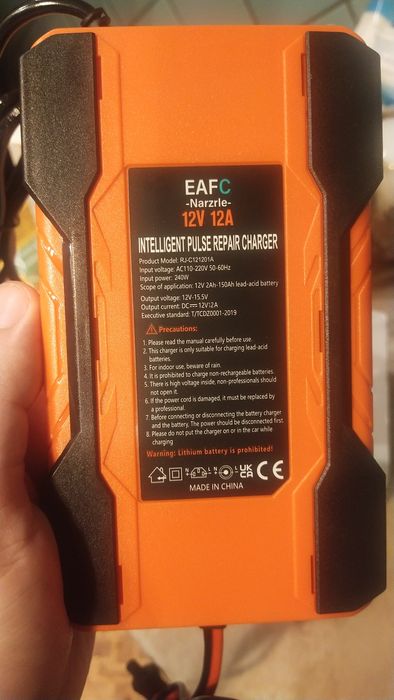 EAFC
-Narzrle-
12V 12A
INTELLIGENT PULSE REPAIR CHARGER
Product Model: RJ-C121201A
Input voltage: AC110-220V 50-60Hz
Input power: 240W
Scope of application: 12V 2Ah-150Ah lead-acid battery
Output voltage: 12V-15.5V
Output current: DC⎓12V12A
Executive standard: T/TCDZ0001-2019
Precautions:
1. Please read the manual carefully before use.
2. This charger is only suitable for charging lead-acid
batteries.
3. For indoor use, beware of rain.
4. It is prohibited to charge non-rechargeable batteries.
5. There is high voltage inside, non-professionals should
not open it.
6. If the power cord is damaged, it must be replaced by
a professional.
7. Before connecting or disconnecting the battery charger
and the battery, The power should be disconnected first.
8. Please do not put the charger on or in the car while
charging
Warning: Lithium battery is prohibited!
UK CA CE
MADE IN CHINA